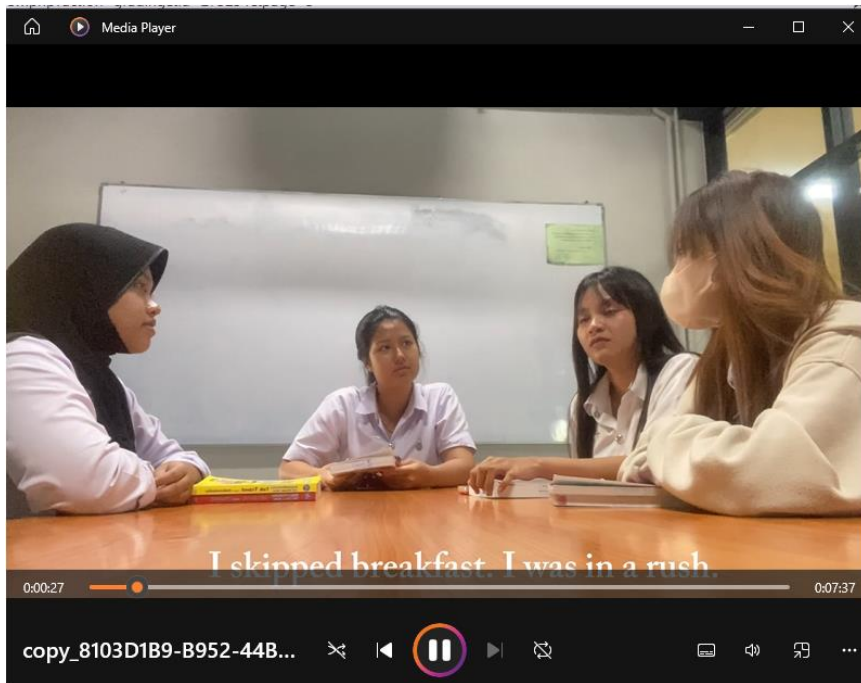 Media Player
I skipped breakfast. I was in a rush.
0:00:27
0:07:37
copy_8103D1B9-B952-44B...